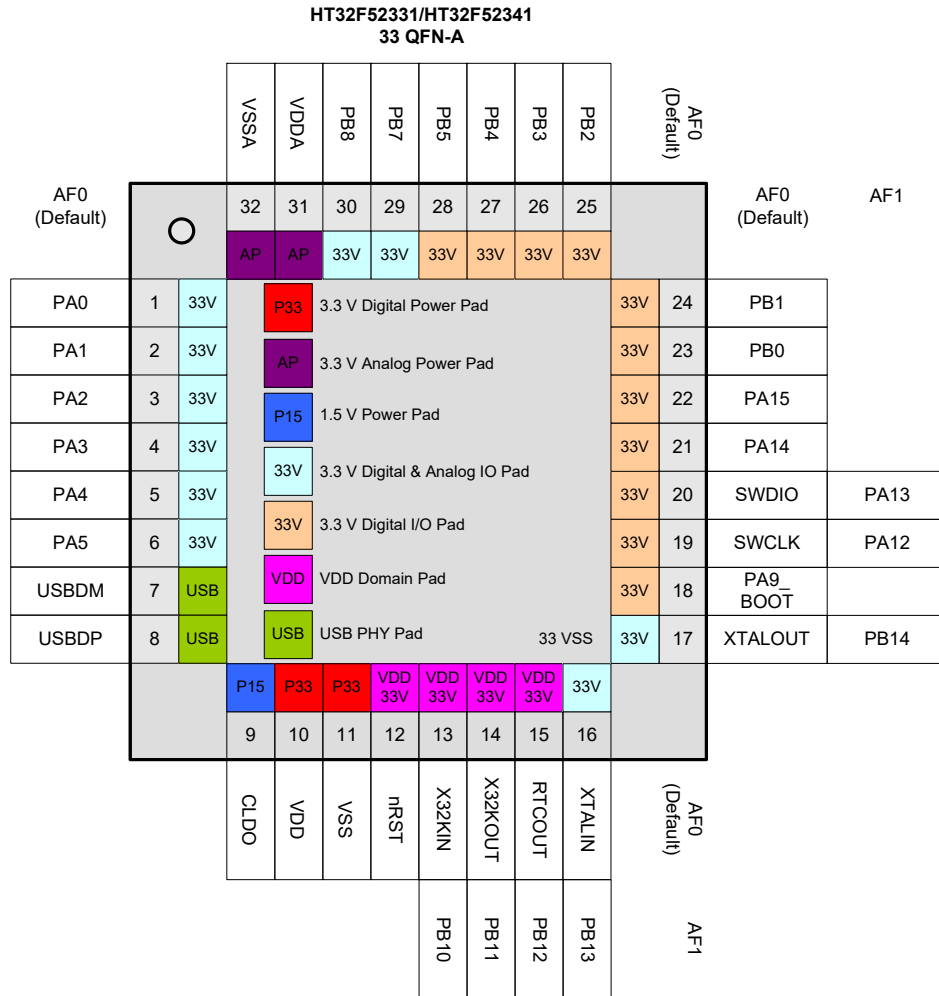 HT32F52331/HT32F52341
33 QFN-A
VSSA VDDA PB8 PB7 PB5 PB4 PB3 PB2
AF0
(Default)
AF0
(Default)
AF0
(Default)
AF1
32 31 30 29 28 27 26 25
AP AP 33V 33V 33V 33V 33V 33V
PA0 1 33V P33 3.3 V Digital Power Pad 33V 24 PB1
PA1 2 33V AP 3.3 V Analog Power Pad 33V 23 PB0
PA2 3 33V P15 1.5 V Power Pad 33V 22 PA15
PA3 4 33V 33V 3.3 V Digital & Analog IO Pad 33V 21 PA14
PA4 5 33V 33V 3.3 V Digital I/O Pad 33V 20 SWDIO PA13
PA5 6 33V VDD VDD Domain Pad 33V 19 SWCLK PA12
USBDM 7 USB 33V 18 PA9_
BOOT
USBDP 8 USB USB USB PHY Pad 33 VSS 33V 17 XTALOUT PB14
P15 P33 P33 VDD VDD VDD VDD 33V
33V 33V 33V 33V
9 10 11 12 13 14 15 16
CLDO VDD VSS nRST X32KIN X32KOUT RTCOUT XTALIN
AF0
(Default)
PB10 PB11 PB12 PB13 AF1